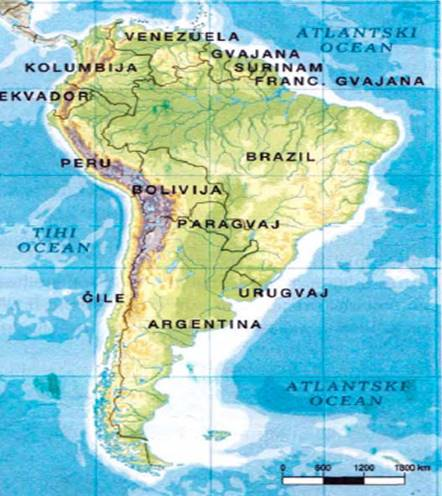 VENEZUELA
ATLANTSKI
OCEAN
GVAJANA
KOLUMBIJA
SURINAM
FRANC. GVAJANA
EKVADOR
PERU
BRAZIL
BOLIVIJA
PARAGVAJ
TIHI
OCEAN
ČILE
URUGVAJ
ARGENTINA
ATLANTSKE
OCEAN
0 600 1200 1800 km